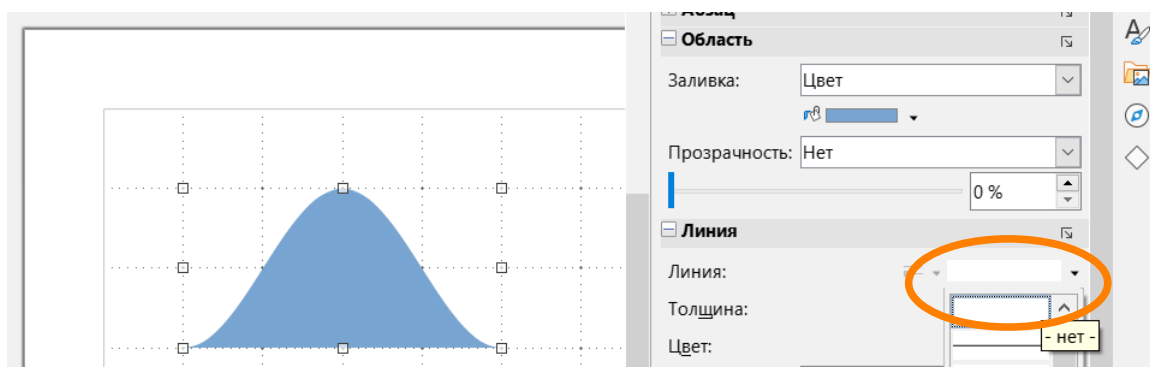 Абзац
Область
Заливка: Цвет
Прозрачность: Нет
0 %
Линия
Линия:
Толщина:
- нет -
Цвет: